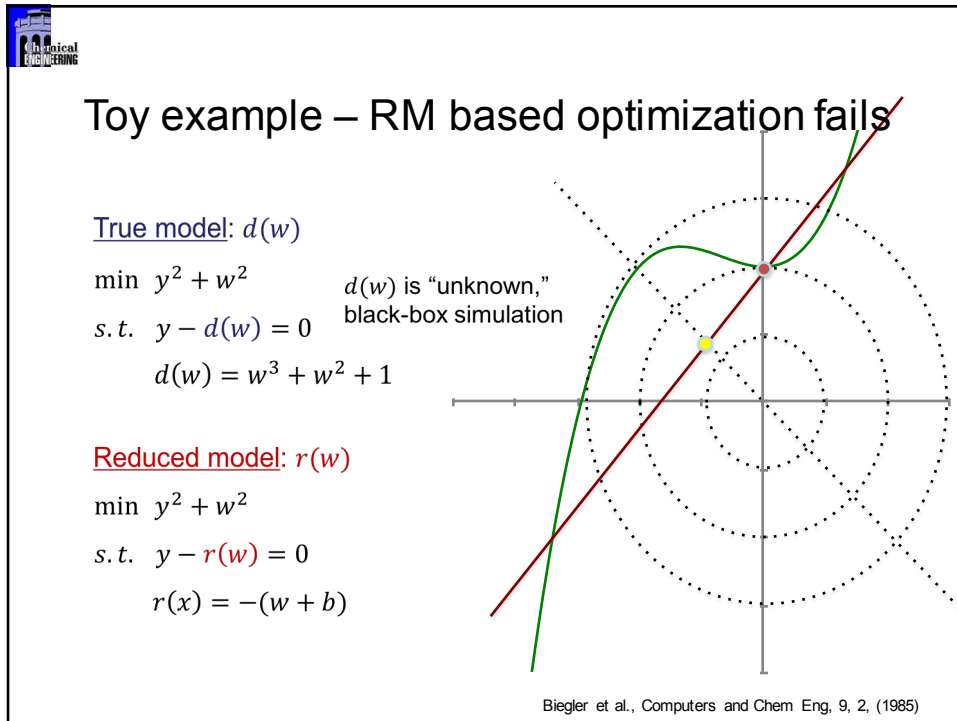 Chemical
ENGINEERING
Toy example – RM based optimization fails
True model: d(w)
min y² + w²
s.t. y − d(w) = 0
d(w) = w³ + w² + 1
d(w) is “unknown,”
black-box simulation
Reduced model: r(w)
min y² + w²
s.t. y − r(w) = 0
r(x) = −(w + b)
Biegler et al., Computers and Chem Eng, 9, 2, (1985)